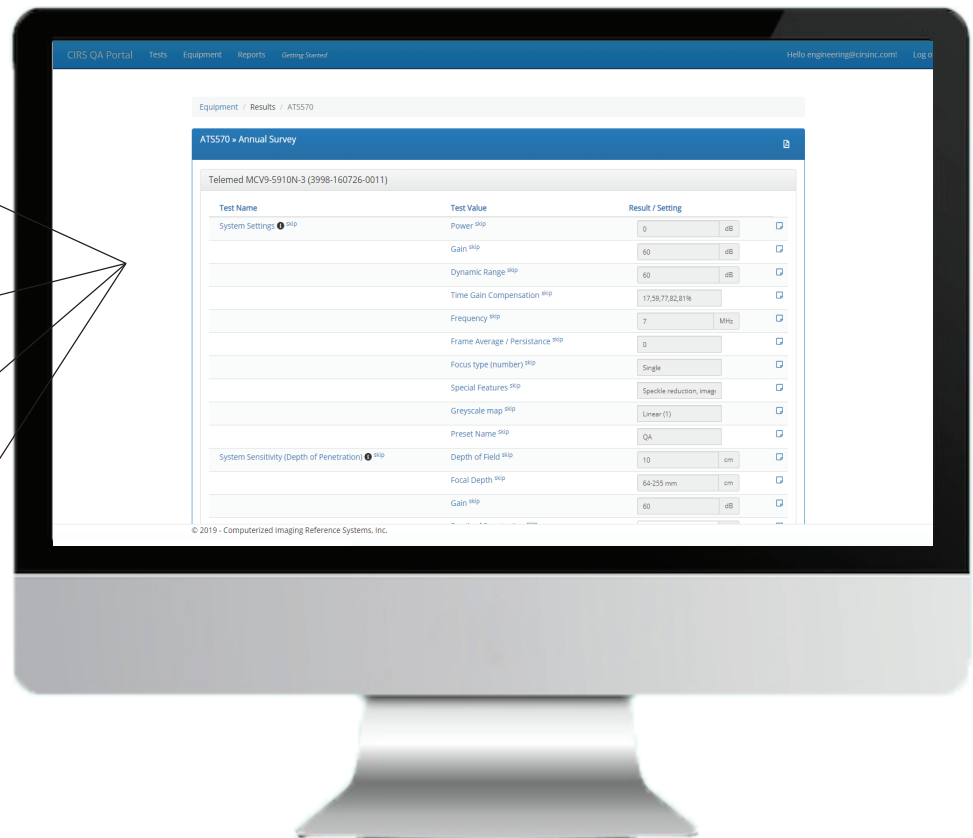 CIRS QA Portal Tests Equipment Reports Getting Started Hello engineering@cirsinc.com! Log o
Equipment / Results / ATS570
ATS570 » Annual Survey
Telemed MCV9-5910N-3 (3998-160726-0011)
Test Name Test Value Result / Setting
System Settings skip Power skip 0 dB
Gain skip 60 dB
Dynamic Range skip 60 dB
Time Gain Compensation skip 17,59,77,82,81%
Frequency skip 7 MHz
Frame Average / Persistance skip 0
Focus type (number) skip Single
Special Features skip Speckle reduction, image
Greyscale map skip Linear (1)
Preset Name skip QA
System Sensitivity (Depth of Penetration) skip Depth of Field skip 10 cm
Focal Depth skip 64-255 mm cm
Gain skip 60 dB
© 2019 - Computerized Imaging Reference Systems, Inc.